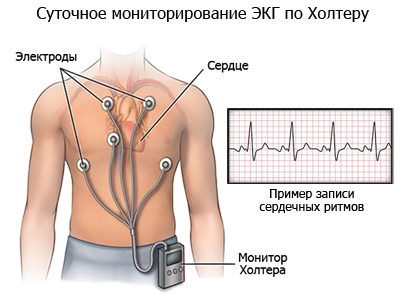 Суточное мониторирование ЭКГ по Холтеру
Электроды
Сердце
Пример записи
сердечных ритмов
Монитор
Холтера